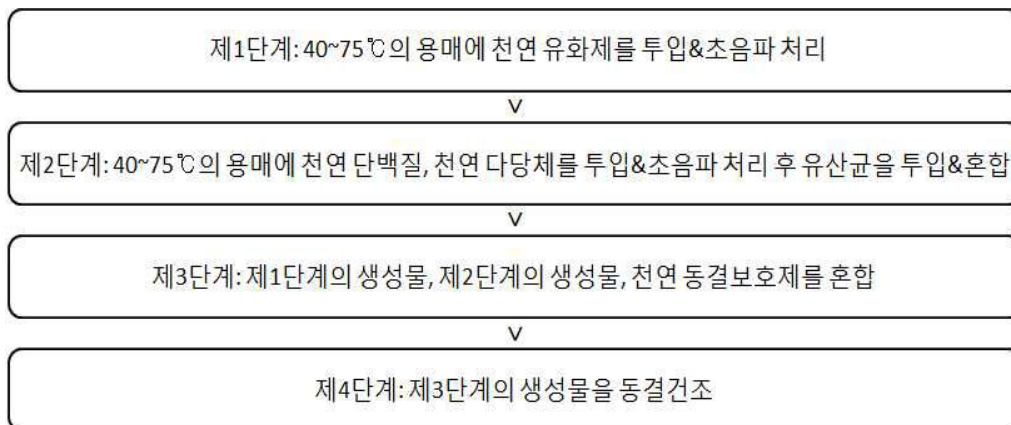 제1단계: 40~75℃의 용매에 천연 유화제를 투입&초음파 처리
∨
제2단계: 40~75℃의 용매에 천연 단백질, 천연 다당체를 투입&초음파 처리 후 유산균을 투입&혼합
∨
제3단계: 제1단계의 생성물, 제2단계의 생성물, 천연 동결보호제를 혼합
∨
제4단계: 제3단계의 생성물을 동결건조